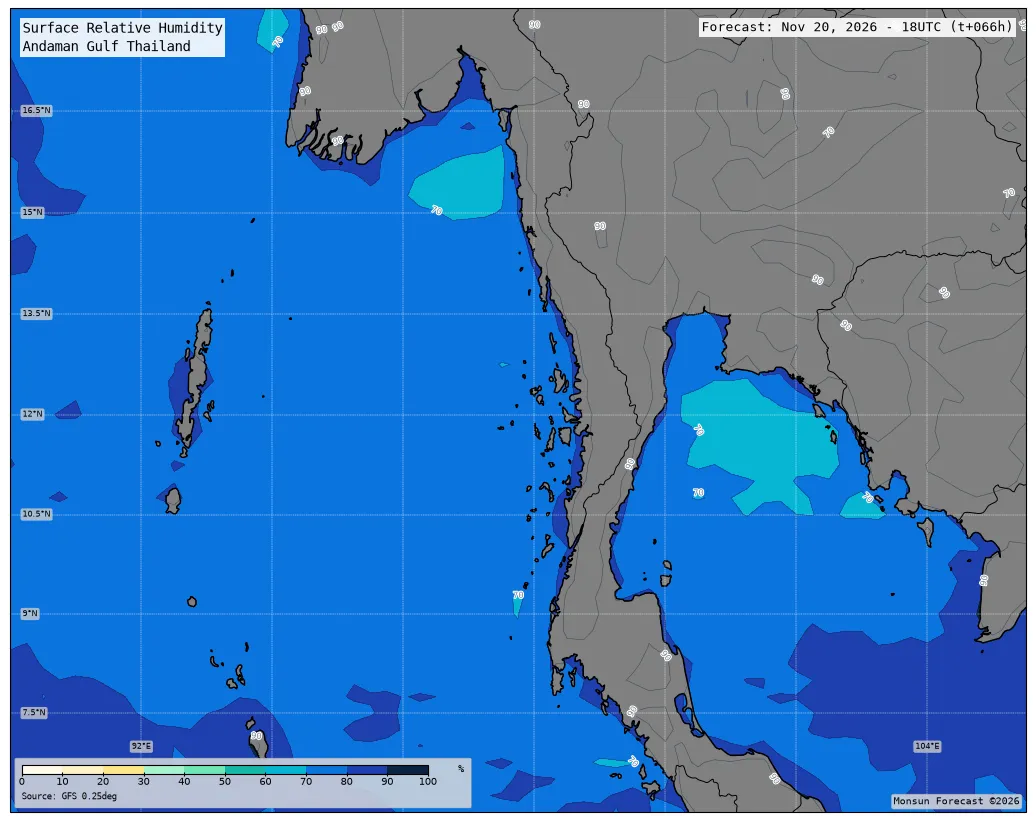 Surface Relative Humidity
Andaman Gulf Thailand
Forecast: Nov 20, 2026 - 18UTC (t+066h)
90
90
90
70
90
90
90
90
70
16.5°N
90
70
15°N
70
90
90
90
13.5°N
90
12°N
70
90
70
70
10.5°N
90
70
9°N
90
7.5°N
90
90
92°E
104°E
70
90
0 10 20 30 40 50 60 70 80 90 100 %
Source: GFS 0.25deg
Monsun Forecast ©2026